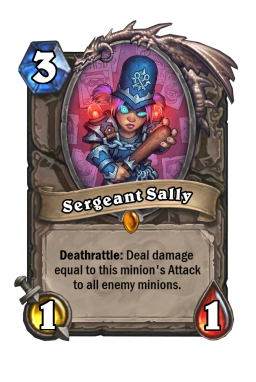 3
Sergeant Sally
Deathrattle: Deal damage
equal to this minion's Attack
to all enemy minions.
1
1